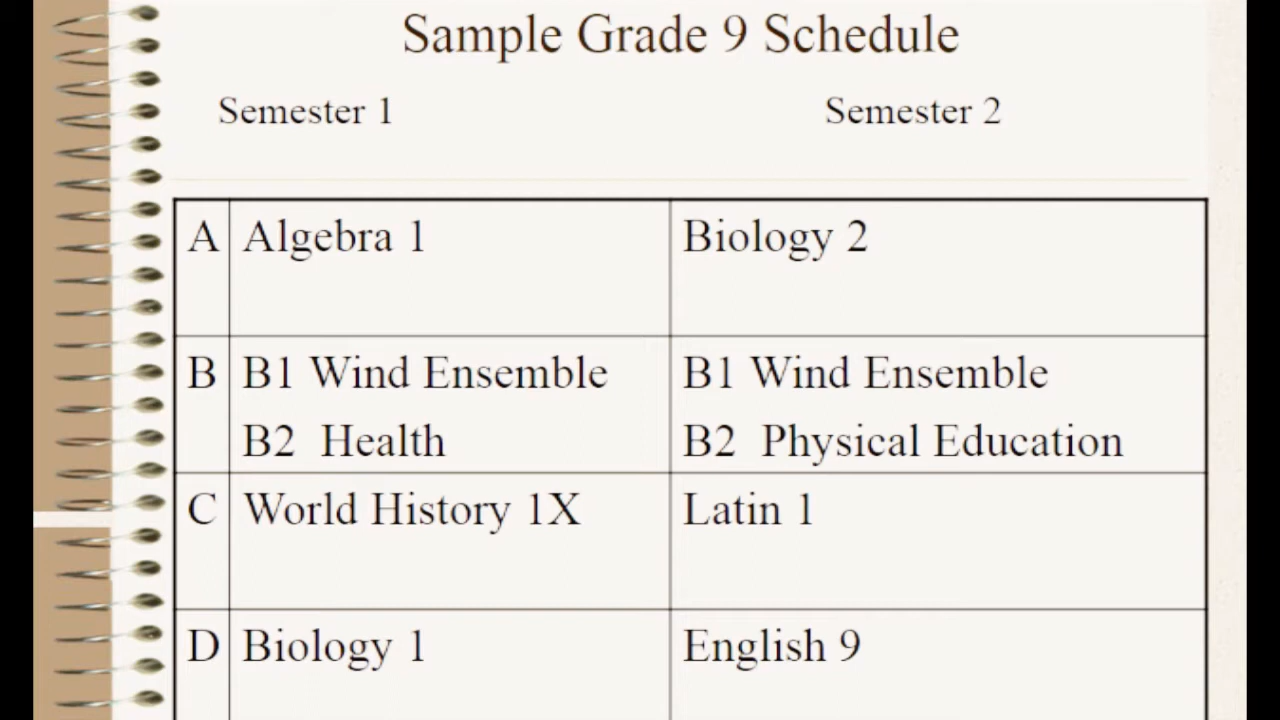 Sample Grade 9 Schedule
Semester 1 Semester 2
A Algebra 1 Biology 2
B B1 Wind Ensemble B1 Wind Ensemble
B2 Health B2 Physical Education
C World History 1X Latin 1
D Biology 1 English 9